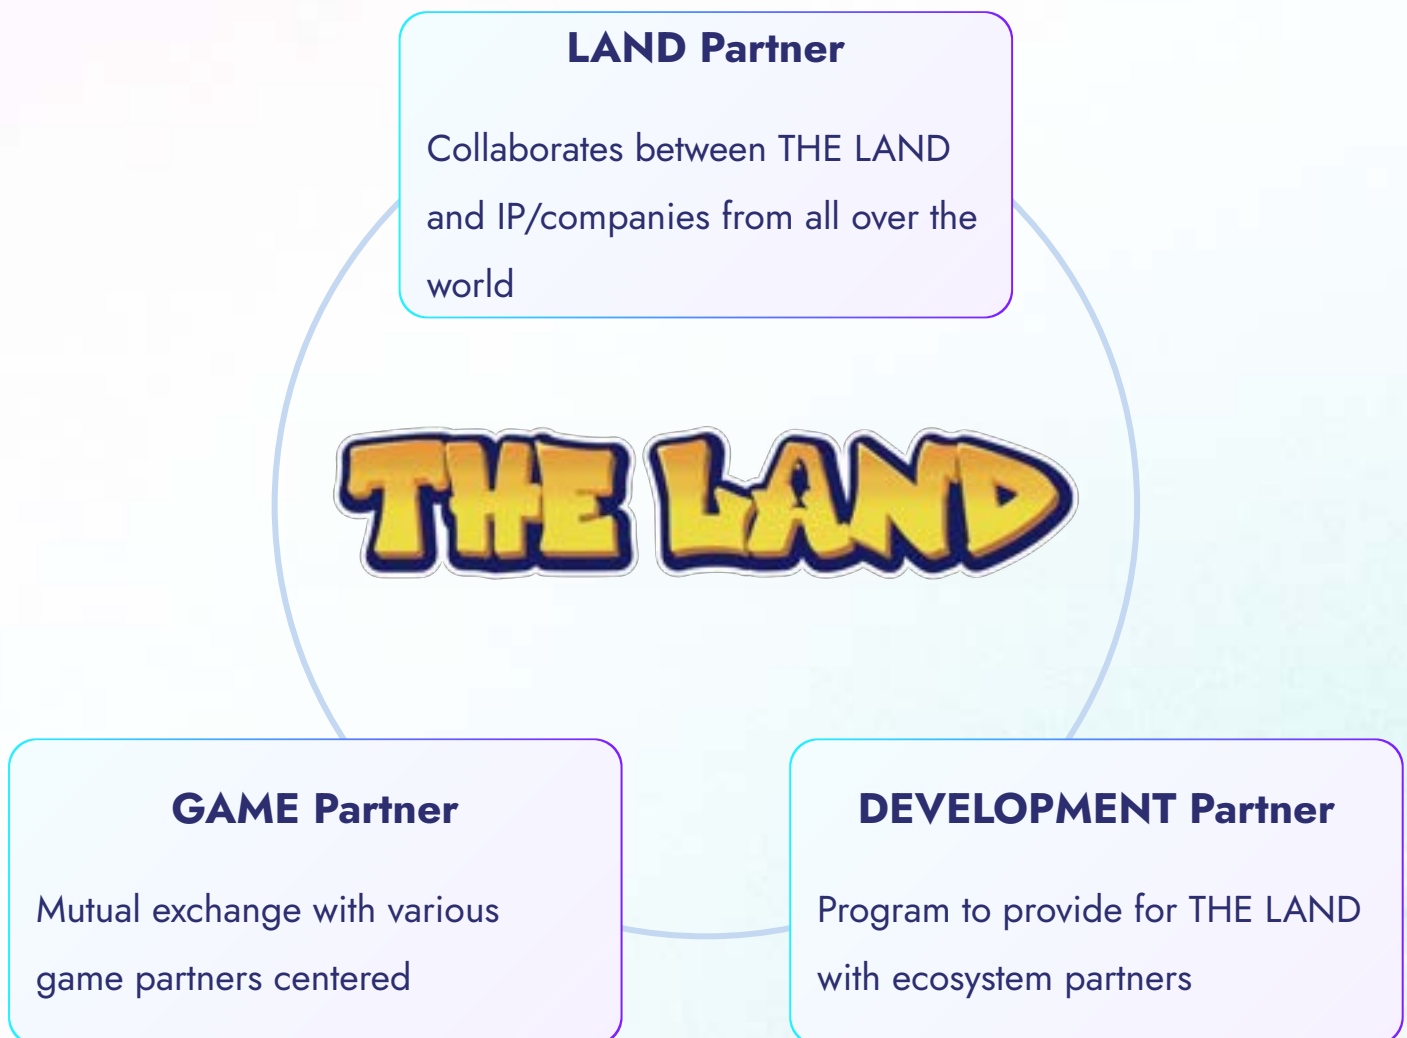 LAND Partner
Collaborates between THE LAND
and IP/companies from all over the
world
THE LAND
GAME Partner
Mutual exchange with various
game partners centered
DEVELOPMENT Partner
Program to provide for THE LAND
with ecosystem partners